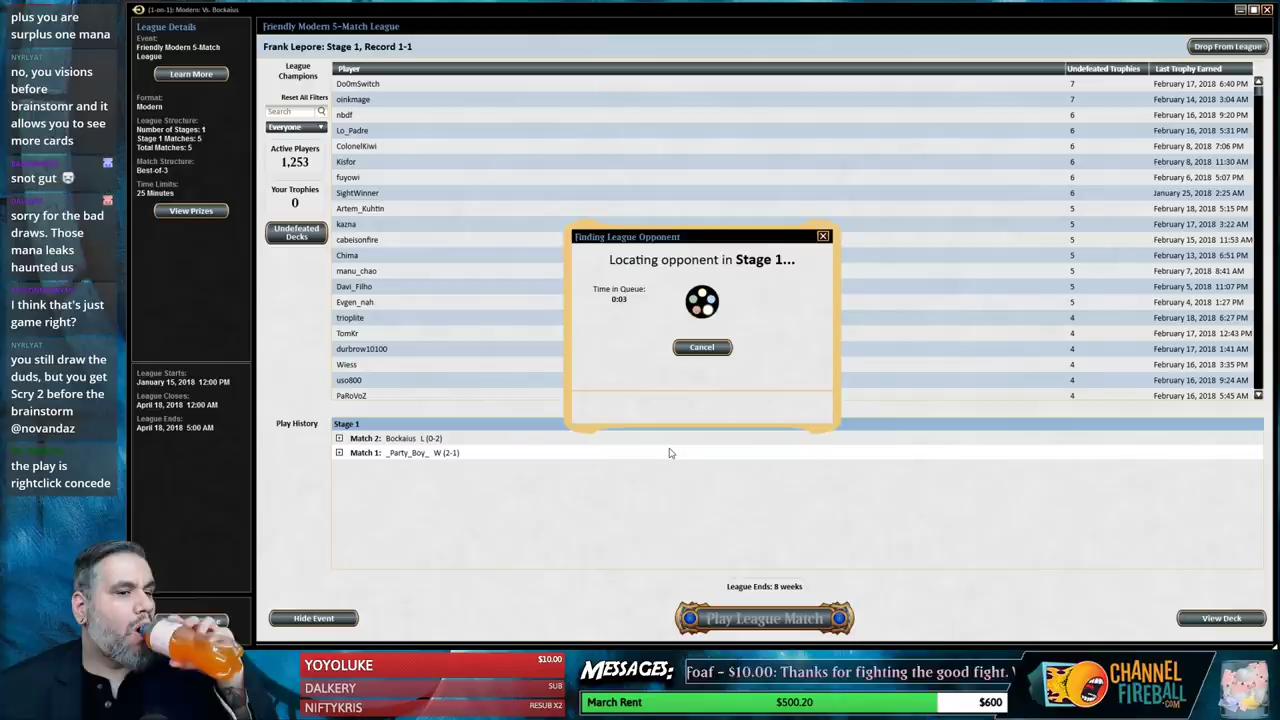 plus you are
surplus one mana
NYRLYAT
no, you visions
before
brainstomr and it
allows you to see
more cards
snot gut
sorry for the bad
draws. Those
mana leaks
haunted us
I think that's just
game right?
NYRLYAT
you still draw the
duds, but you get
Scry 2 before the
brainstorm
@novandaz
the play is
rightclick concede
(1-on-1): Modern: Vs. Bockaius
League Details
Event:
Friendly Modern 5-Match
League
Learn More
Format:
Modern
League Structure:
Number of Stages: 1
Stage 1 Matches: 5
Total Matches: 5
Match Structure:
Best-of-3
Time Limits:
25 Minutes
View Prizes
League Starts:
January 15, 2018 12:00 PM
League Closes:
April 18, 2018 12:00 AM
League Ends:
April 18, 2018 5:00 AM
Friendly Modern 5-Match League
Frank Lepore: Stage 1, Record 1-1
Drop From League
League
Champions
Reset All Filters
Search
Everyone
Active Players
1,253
Your Trophies
0
Undefeated
Decks
Player Undefeated Trophies Last Trophy Earned
Do0mSwitch 7 February 17, 2018 6:40 PM
oinkmage 7 February 14, 2018 3:04 AM
nbdf 6 February 16, 2018 9:20 PM
Lo_Padre 6 February 16, 2018 5:31 PM
ColonelKiwi 6 February 8, 2018 7:06 PM
Kisfor 6 February 8, 2018 11:30 AM
fuyowi 6 February 6, 2018 5:07 PM
SightWinner 6 January 25, 2018 2:25 AM
Artem_Kuhtin 5 February 18, 2018 5:15 PM
kazna 5 February 17, 2018 3:22 AM
cabeisonfire 5 February 15, 2018 11:53 AM
Chima 5 February 13, 2018 6:51 PM
manu_chao 5 February 7, 2018 8:41 AM
Davi_Filho 5 February 5, 2018 11:07 PM
Evgen_nah 5 February 4, 2018 1:27 PM
trioplite 4 February 18, 2018 6:27 PM
TomKr 4 February 17, 2018 12:43 PM
durbrow10100 4 February 17, 2018 1:41 AM
Wiess 4 February 16, 2018 3:35 PM
uso800 4 February 16, 2018 9:24 AM
PaRoVoZ 4 February 16, 2018 5:45 AM
Finding League Opponent
Locating opponent in Stage 1...
Time in Queue:
0:03
Cancel
Play History
Stage 1
Match 2: Bockaius L (0-2)
Match 1: _Party_Boy_ W (2-1)
League Ends: 8 weeks
Hide Event
Play League Match
View Deck
YOYOLUKE $10.00
DALKERY SUB
NIFTYKRIS RESUB X2
MESSAGES:
Foaf - $10.00: Thanks for fighting the good fight.
March Rent $500.20 $600
CHANNEL
FIREBALL
.COM